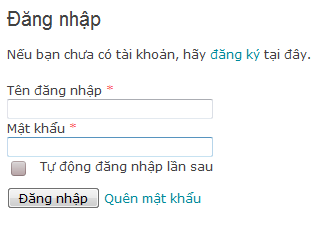 Đăng nhập
Nếu bạn chưa có tài khoản, hãy đăng ký tại đây.
Tên đăng nhập *
Mật khẩu *
Tự động đăng nhập lần sau
Đăng nhập Quên mật khẩu